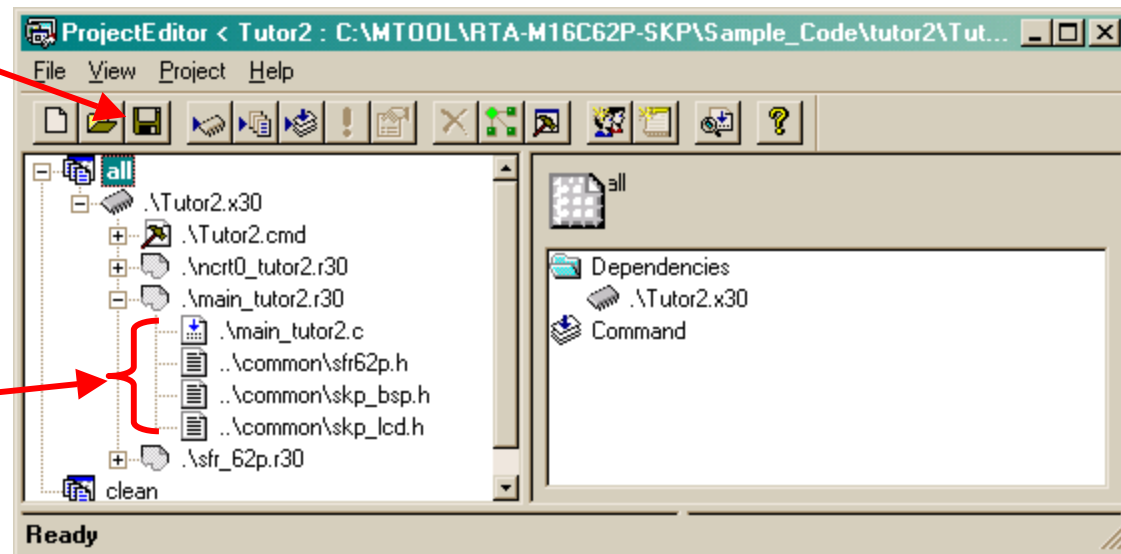 ProjectEditor < Tutor2 : C:\MTOOL\RTA-M16C62P-SKP\Sample_Code\tutor2\Tut...
File View Project Help
all
.\Tutor2.x30
.\Tutor2.cmd
.\ncrt0_tutor2.r30
.\main_tutor2.r30
.\main_tutor2.c
..\common\sfr62p.h
..\common\skp_bsp.h
..\common\skp_lcd.h
.\sfr_62p.r30
clean
all
Dependencies
.\Tutor2.x30
Command
Ready